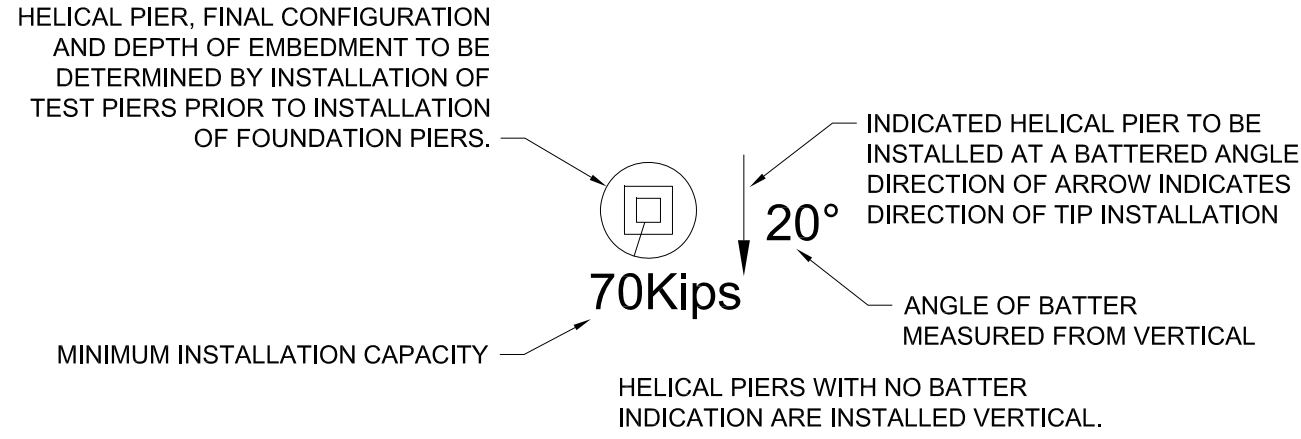 HELICAL PIER, FINAL CONFIGURATION
AND DEPTH OF EMBEDMENT TO BE
DETERMINED BY INSTALLATION OF
TEST PIERS PRIOR TO INSTALLATION
OF FOUNDATION PIERS.
INDICATED HELICAL PIER TO BE
INSTALLED AT A BATTERED ANGLE
DIRECTION OF ARROW INDICATES
DIRECTION OF TIP INSTALLATION
20°
70Kips
ANGLE OF BATTER
MEASURED FROM VERTICAL
MINIMUM INSTALLATION CAPACITY
HELICAL PIERS WITH NO BATTER
INDICATION ARE INSTALLED VERTICAL.